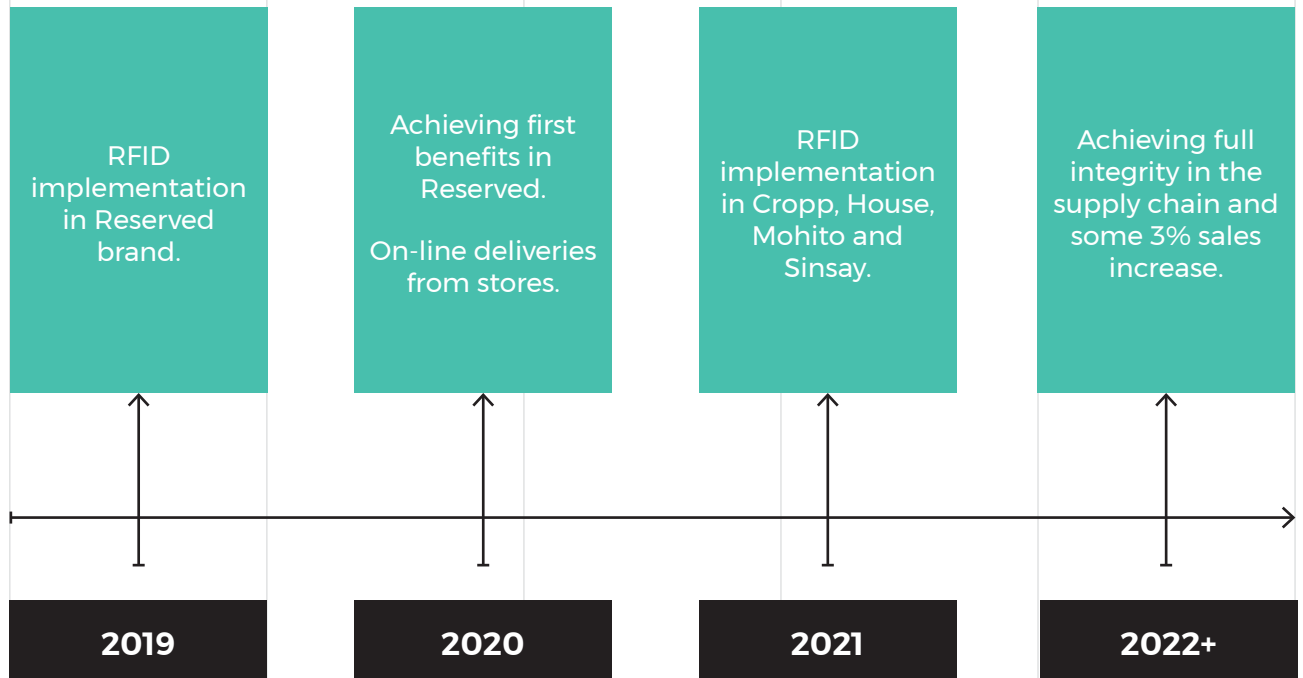 RFID
implementation
in Reserved
brand.
Achieving first
benefits in
Reserved.
On-line deliveries
from stores.
RFID
implementation
in Cropp, House,
Mohito and
Sinsay.
Achieving full
integrity in the
supply chain and
some 3% sales
increase.
2019
2020
2021
2022+